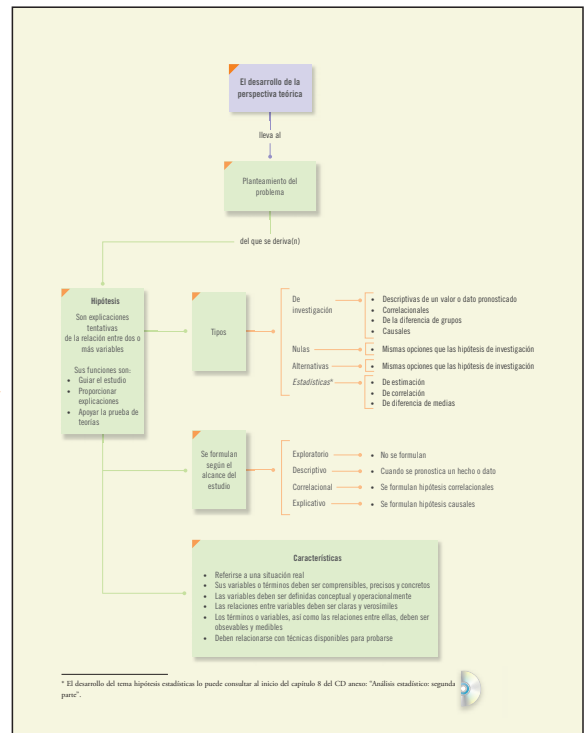 El desarrollo de la
perspectiva teórica
lleva al
Planteamiento del
problema
del que se deriva(n)
Hipótesis
Son explicaciones
tentativas
de la relación entre dos o
más variables
Sus funciones son:
• Guiar el estudio
• Proporcionar
explicaciones
• Apoyar la prueba de
teorías
Tipos
De
investigación
• Descriptivas de un valor o dato pronosticado
• Correlacionales
• De la diferencia de grupos
• Causales
Nulas
• Mismas opciones que las hipótesis de investigación
Alternativas
• Mismas opciones que las hipótesis de investigación
Estadísticas*
• De estimación
• De correlación
• De diferencia de medias
Se formulan
según el
alcance del
estudio
Exploratorio
• No se formulan
Descriptivo
• Cuando se pronostica un hecho o dato
Correlacional
• Se formulan hipótesis correlacionales
Explicativo
• Se formulan hipótesis causales
Características
• Referirse a una situación real
• Sus variables o términos deben ser comprensibles, precisos y concretos
• Las variables deben ser definidas conceptual y operacionalmente
• Las relaciones entre variables deben ser claras y verosímiles
• Los términos o variables, así como las relaciones entre ellas, deber ser
obsevables y medibles
• Deben relacionarse con técnicas disponibles para probarse
* El desarrollo del tema hipótesis estadísticas lo puede consultar al inicio del capítulo 8 del CD anexo: "Análisis estadístico: segunda
parte".